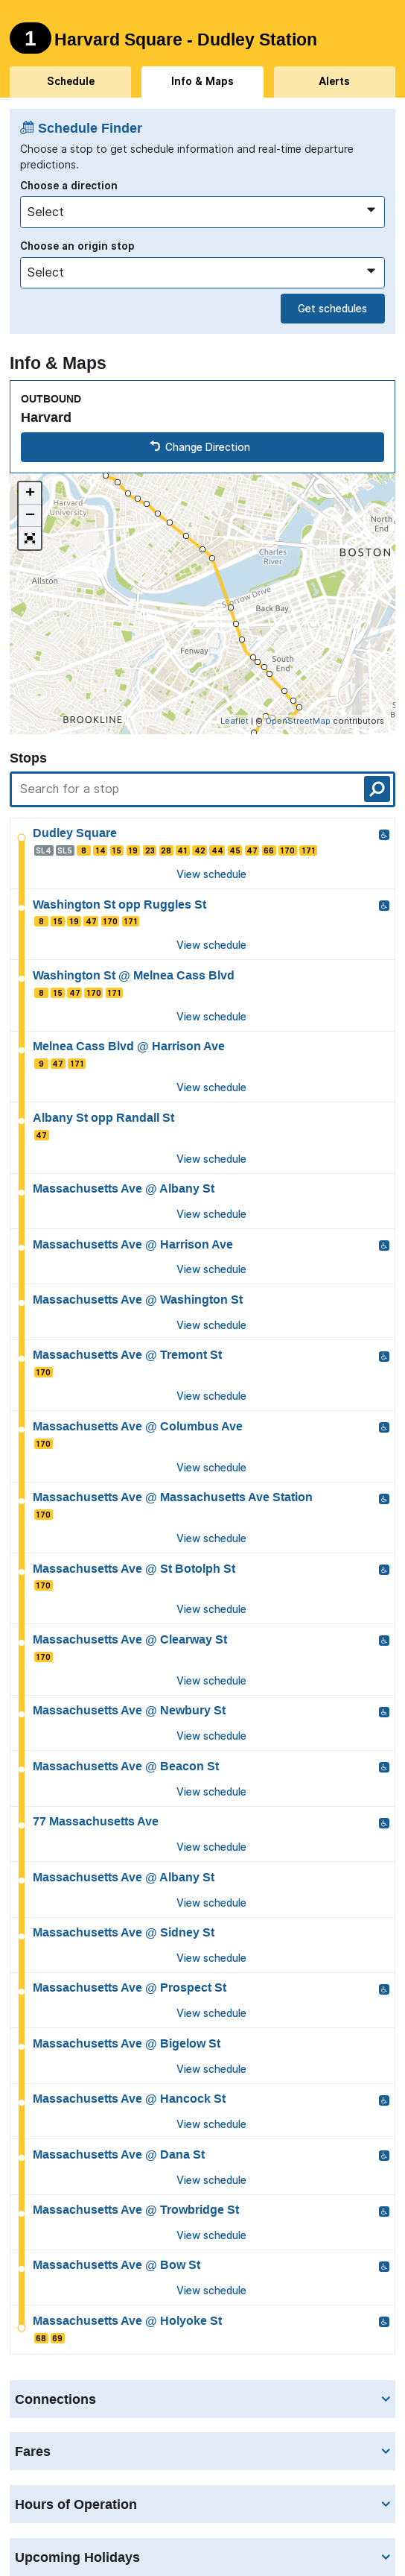 1 Harvard Square - Dudley Station
Schedule Info & Maps Alerts
Schedule Finder
Choose a stop to get schedule information and real-time departure
predictions.
Choose a direction
Select
Choose an origin stop
Select
Get schedules
Info & Maps
OUTBOUND
Harvard
Change Direction
+
−
Harvard
University
North
End
Charles
River
BOSTON
Allston
Storrow Drive
Back Bay
Fenway
South
End
BROOKLINE
Leaflet | © OpenStreetMap contributors
Stops
Search for a stop
Dudley Square
SL4 SL5 8 14 15 19 23 28 41 42 44 45 47 66 170 171
View schedule
Washington St opp Ruggles St
8 15 19 47 170 171
View schedule
Washington St @ Melnea Cass Blvd
8 15 47 170 171
View schedule
Melnea Cass Blvd @ Harrison Ave
9 47 171
View schedule
Albany St opp Randall St
47
View schedule
Massachusetts Ave @ Albany St
View schedule
Massachusetts Ave @ Harrison Ave
View schedule
Massachusetts Ave @ Washington St
View schedule
Massachusetts Ave @ Tremont St
170
View schedule
Massachusetts Ave @ Columbus Ave
170
View schedule
Massachusetts Ave @ Massachusetts Ave Station
170
View schedule
Massachusetts Ave @ St Botolph St
170
View schedule
Massachusetts Ave @ Clearway St
170
View schedule
Massachusetts Ave @ Newbury St
View schedule
Massachusetts Ave @ Beacon St
View schedule
77 Massachusetts Ave
View schedule
Massachusetts Ave @ Albany St
View schedule
Massachusetts Ave @ Sidney St
View schedule
Massachusetts Ave @ Prospect St
View schedule
Massachusetts Ave @ Bigelow St
View schedule
Massachusetts Ave @ Hancock St
View schedule
Massachusetts Ave @ Dana St
View schedule
Massachusetts Ave @ Trowbridge St
View schedule
Massachusetts Ave @ Bow St
View schedule
Massachusetts Ave @ Holyoke St
68 69
Connections
Fares
Hours of Operation
Upcoming Holidays